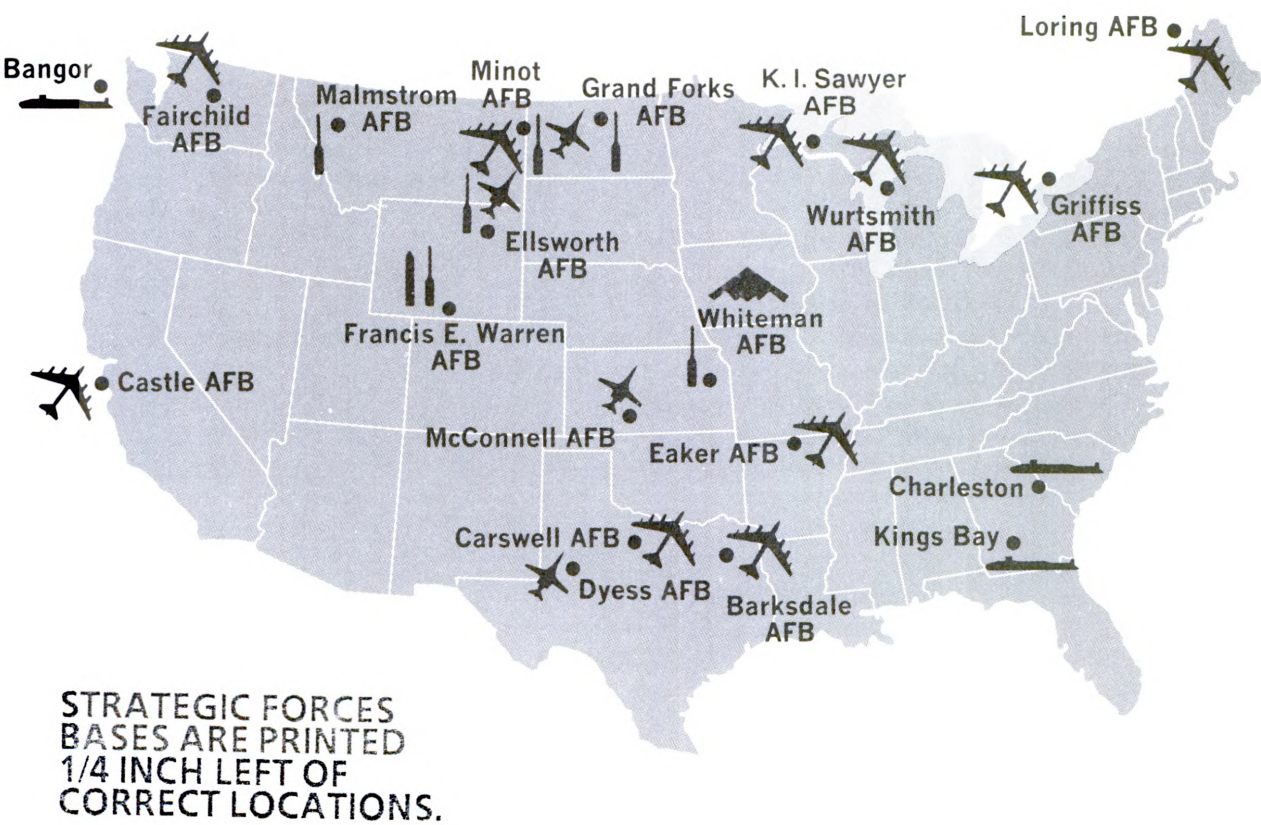 Loring AFB
Bangor
Fairchild
AFB
Malmstrom
AFB
Minot
AFB
Grand Forks
AFB
K. I. Sawyer
AFB
Wurtsmith
AFB
Griffiss
AFB
Ellsworth
AFB
Francis E. Warren
AFB
Whiteman
AFB
Castle AFB
McConnell AFB
Eaker AFB
Charleston
Kings Bay
Carswell AFB
Dyess AFB
Barksdale
AFB
STRATEGIC FORCES
BASES ARE PRINTED
1/4 INCH LEFT OF
CORRECT LOCATIONS.